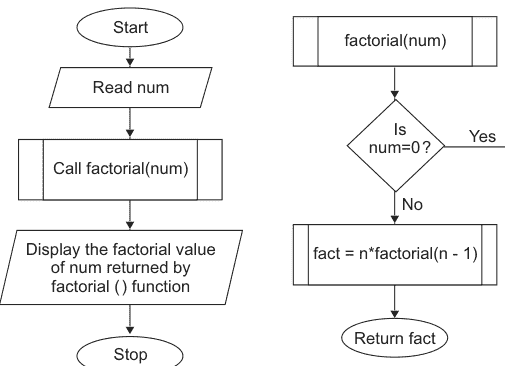 Start
Read num
Call factorial(num)
Display the factorial value
of num returned by
factorial () function
Stop
factorial(num)
Is
num=0?
Yes
No
fact = n*factorial(n - 1)
Return fact